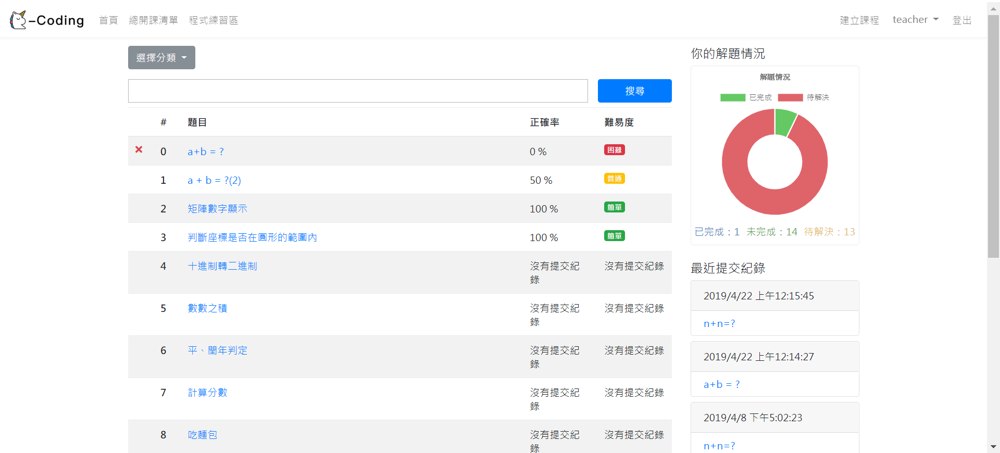 -Coding 首頁 總開課清單 程式練習區 建立課程 teacher 登出
選擇分類
搜尋
# 題目 正確率 難易度
0 a+b = ? 0 % 困難
1 a + b = ?(2) 50 % 普通
2 矩陣數字顯示 100 % 簡單
3 判斷座標是否在圓形的範圍內 100 % 簡單
4 十進制轉二進制 沒有提交紀 沒有提交紀錄
錄
5 數數之積 沒有提交紀 沒有提交紀錄
錄
6 平、閏年判定 沒有提交紀 沒有提交紀錄
錄
7 計算分數 沒有提交紀 沒有提交紀錄
錄
8 吃麵包 沒有提交紀 沒有提交紀錄
錄
你的解題情況
解題情況
已完成 待解決
已完成：1 未完成：14 待解決：13
最近提交紀錄
2019/4/22 上午12:15:45
n+n=?
2019/4/22 上午12:14:27
a+b = ?
2019/4/8 下午5:02:23
n+n=?